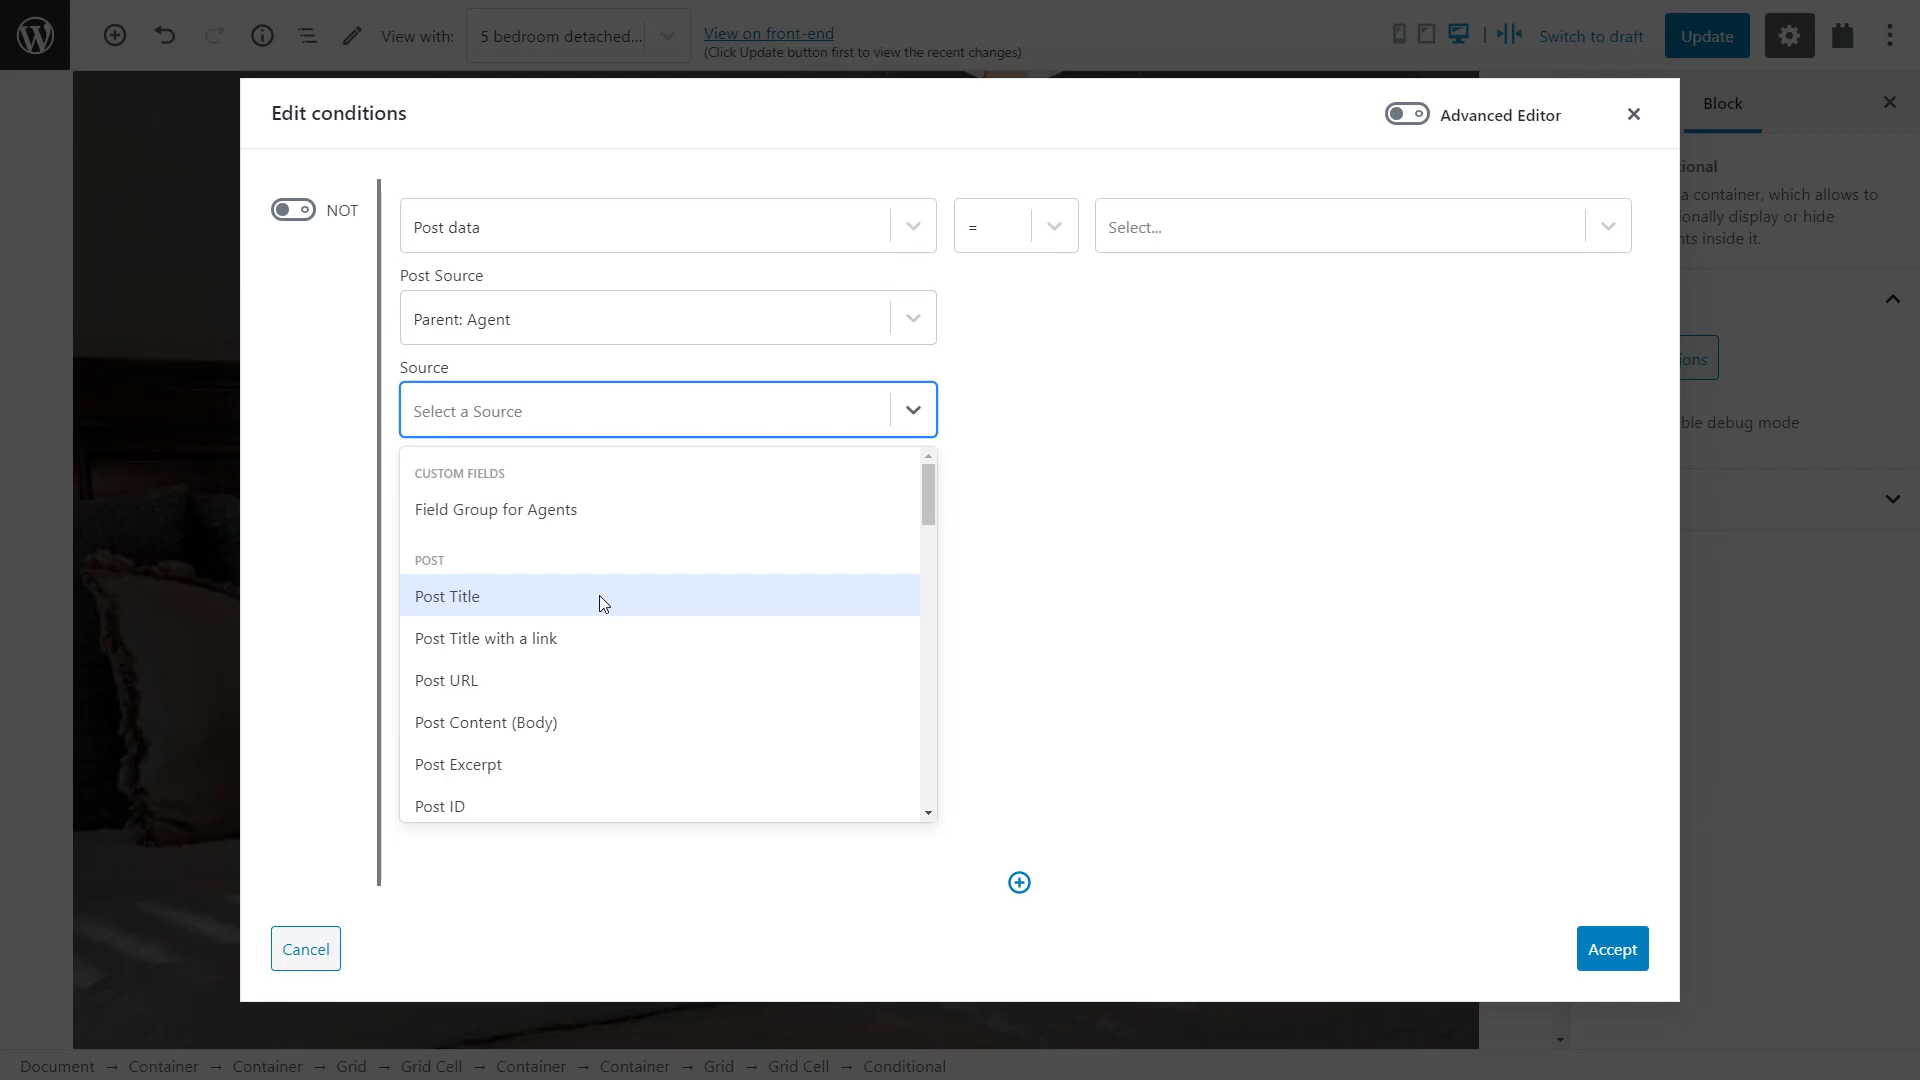 View with:
5 bedroom detached...
View on front-end
(Click Update button first to view the recent changes)
Switch to draft
Update
Edit conditions
Advanced Editor
Block
NOT
Post data
=
Select...
ional
a container, which allows to
ionally display or hide
nts inside it.
Post Source
Parent: Agent
ions
Source
Select a Source
ble debug mode
CUSTOM FIELDS
Field Group for Agents
POST
Post Title
Post Title with a link
Post URL
Post Content (Body)
Post Excerpt
Post ID
Cancel
Accept
Document → Container → Container → Grid → Grid Cell → Container → Container → Grid → Grid Cell → Conditional